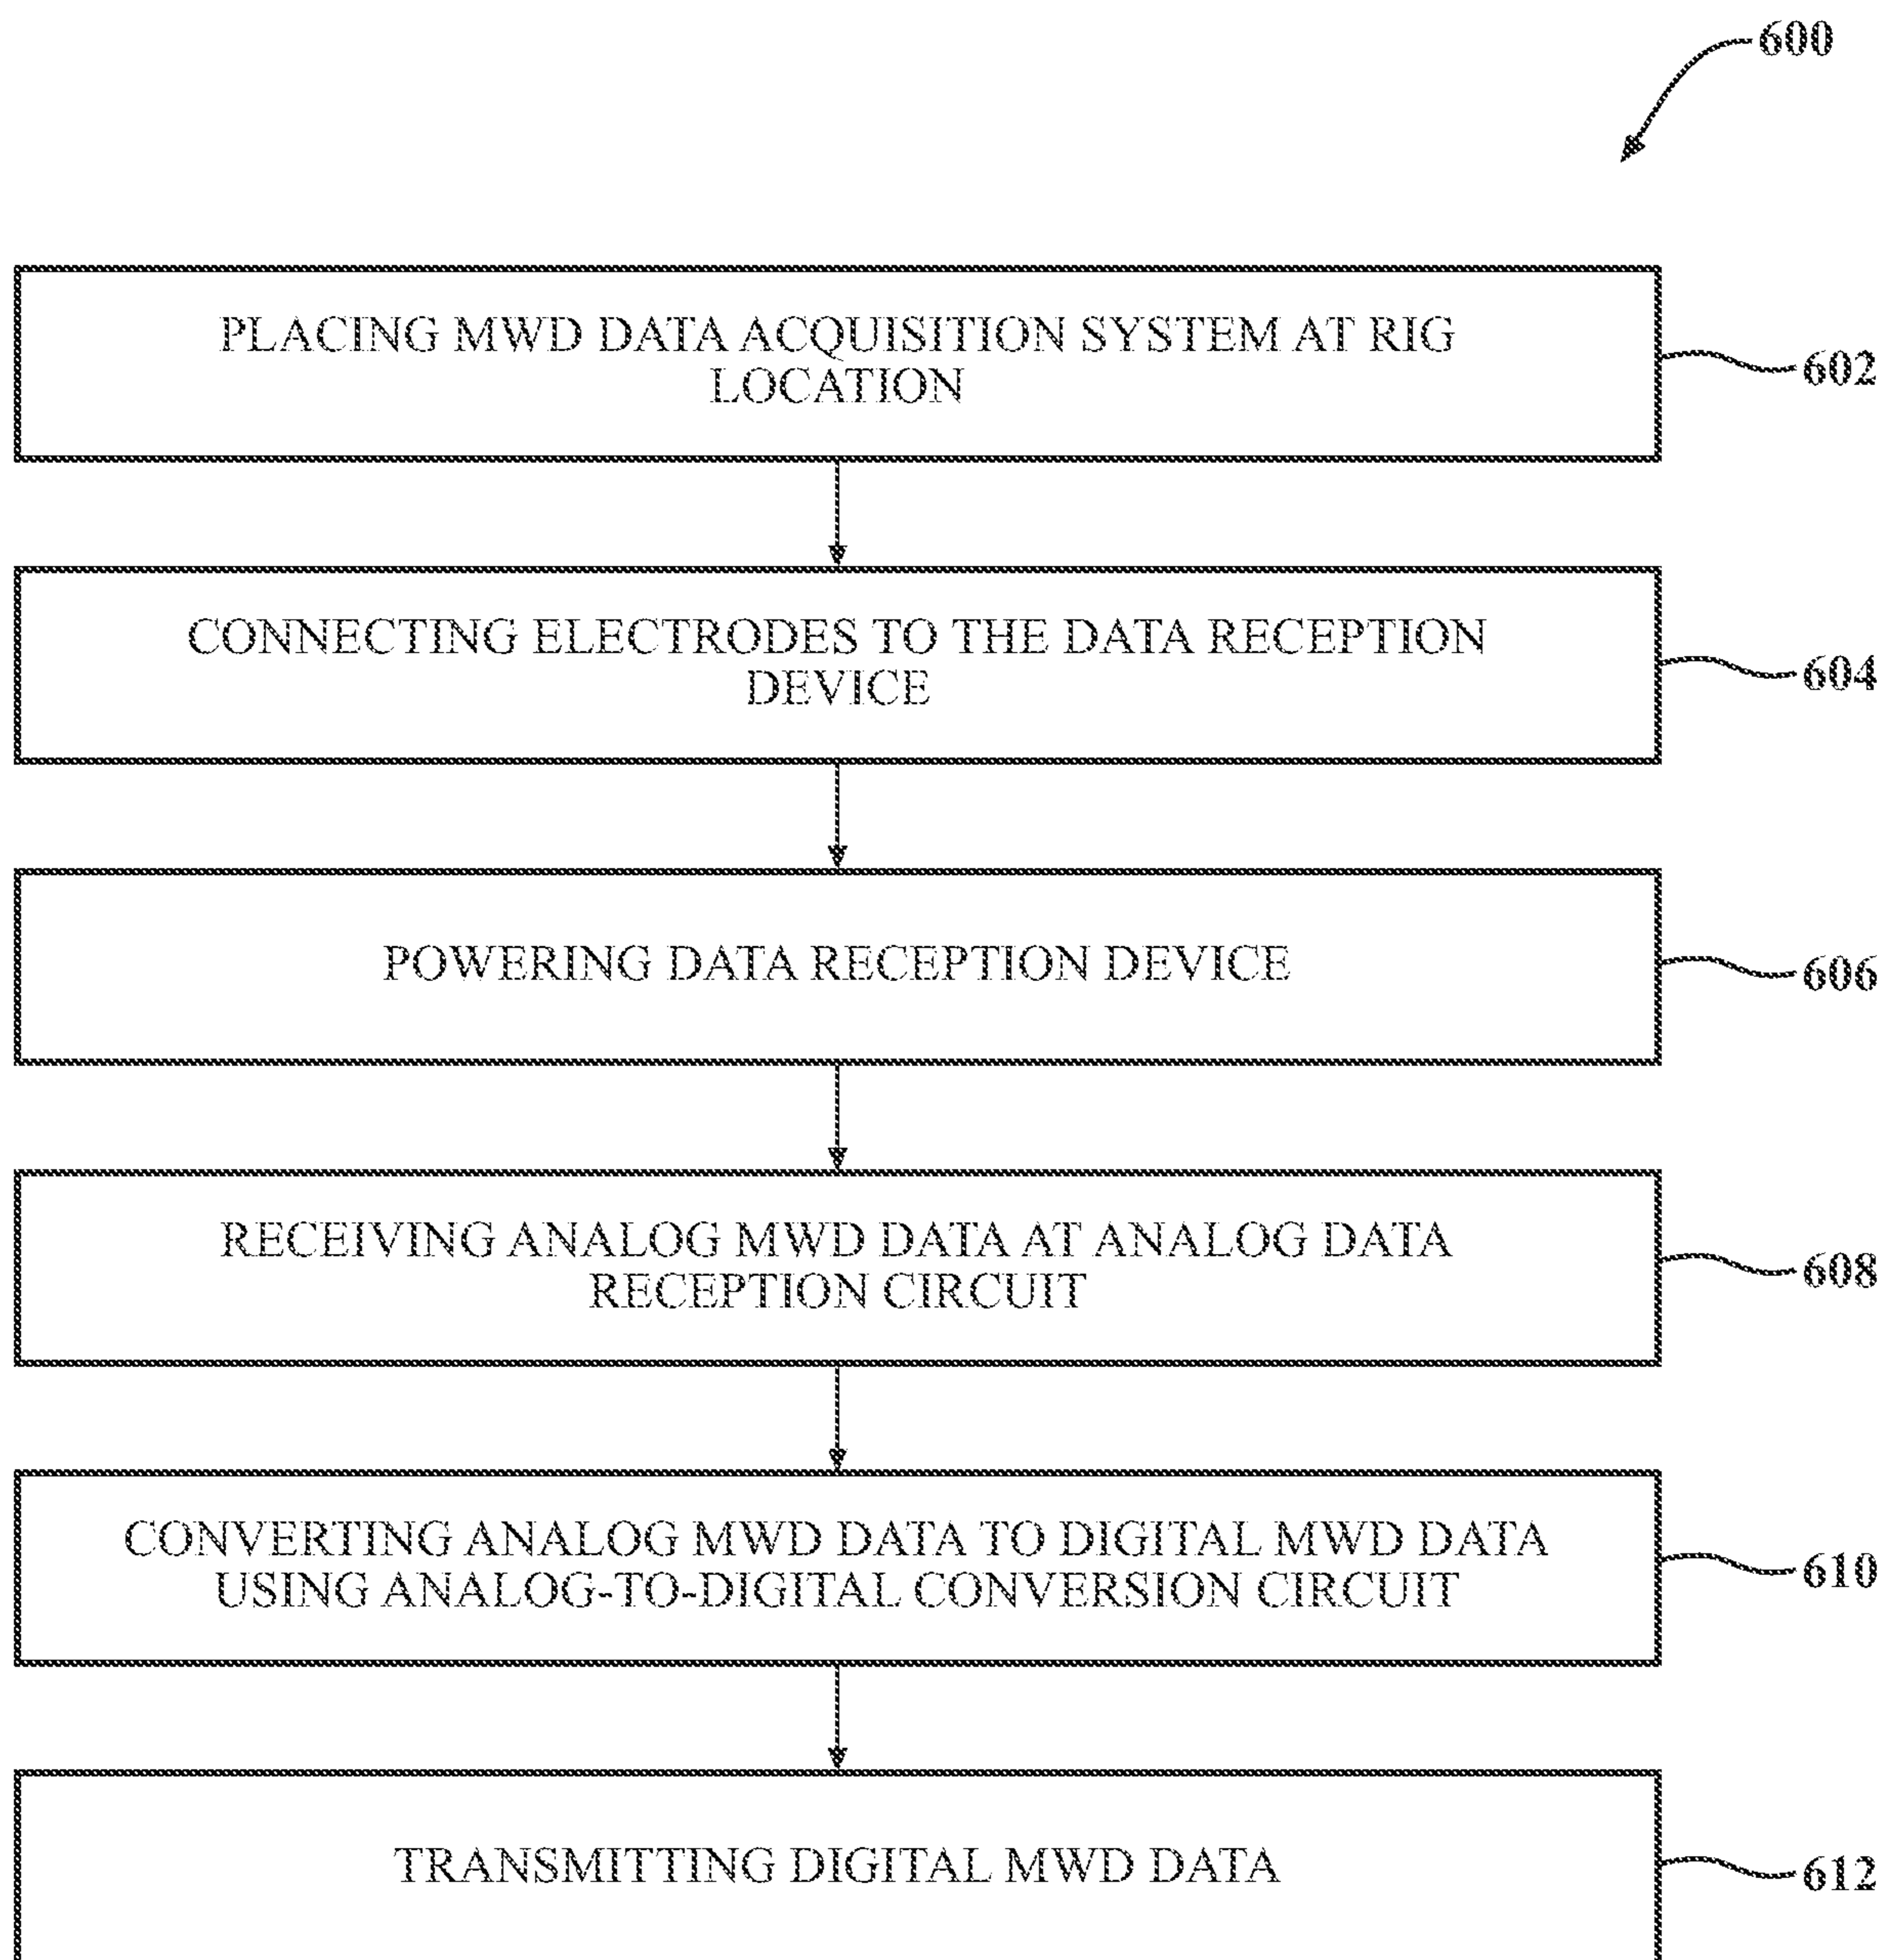 600
PLACING MWD DATA ACQUISITION SYSTEM AT RIG
LOCATION
602
CONNECTING ELECTRODES TO THE DATA RECEPTION
DEVICE
604
POWERING DATA RECEPTION DEVICE
606
RECEIVING ANALOG MWD DATA AT ANALOG DATA
RECEPTION CIRCUIT
608
CONVERTING ANALOG MWD DATA TO DIGITAL MWD DATA
USING ANALOG-TO-DIGITAL CONVERSION CIRCUIT
610
TRANSMITTING DIGITAL MWD DATA
612